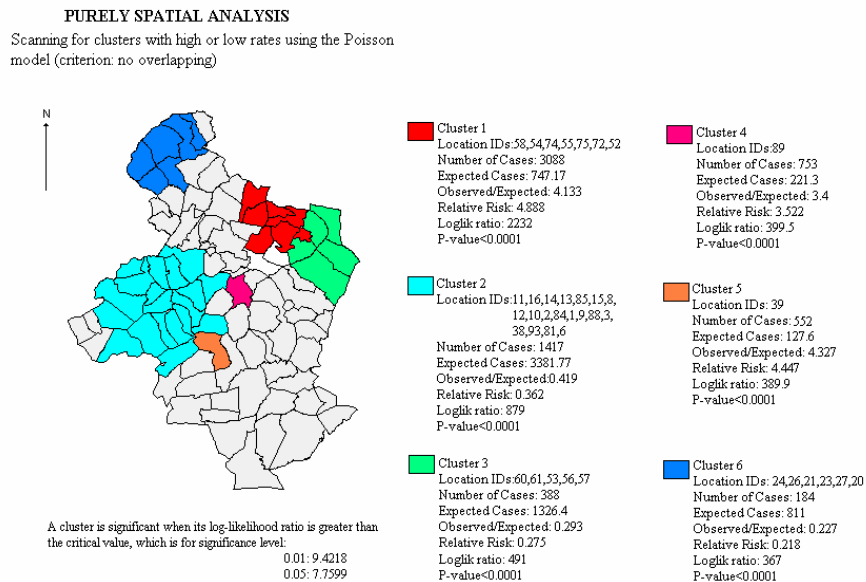 PURELY SPATIAL ANALYSIS
Scanning for clusters with high or low rates using the Poisson
model (criterion: no overlapping)
N
Cluster 1
Location IDs:58,54,74,55,75,72,52
Number of Cases: 3088
Expected Cases: 747.17
Observed/Expected: 4.133
Relative Risk: 4.888
Loglik ratio: 2232
P-value<0.0001
Cluster 2
Location IDs:11,16,14,13,85,15,8,
12,10,2,84,1,9,88,3,
38,93,81,6
Number of Cases: 1417
Expected Cases: 3381.77
Observed/Expected:0.419
Relative Risk: 0.362
Loglik ratio: 879
P-value<0.0001
Cluster 3
Location IDs:60,61,53,56,57
Number of Cases: 388
Expected Cases: 1326.4
Observed/Expected: 0.293
Relative Risk: 0.275
Loglik ratio: 491
P-value<0.0001
Cluster 4
Location IDs:89
Number of Cases: 753
Expected Cases: 221.3
Observed/Expected: 3.4
Relative Risk: 3.522
Loglik ratio: 399.5
P-value<0.0001
Cluster 5
Location IDs: 39
Number of Cases: 552
Expected Cases: 127.6
Observed/Expected: 4.327
Relative Risk: 4.447
Loglik ratio: 389.9
P-value<0.0001
Cluster 6
Location IDs: 24,26,21,23,27,20
Number of Cases: 184
Expected Cases: 811
Observed/Expected: 0.227
Relative Risk: 0.218
Loglik ratio: 367
P-value<0.0001
A cluster is significant when its log-likelihood ratio is greater than
the critical value, which is for significance level:
0.01: 9.4218
0.05: 7.7599